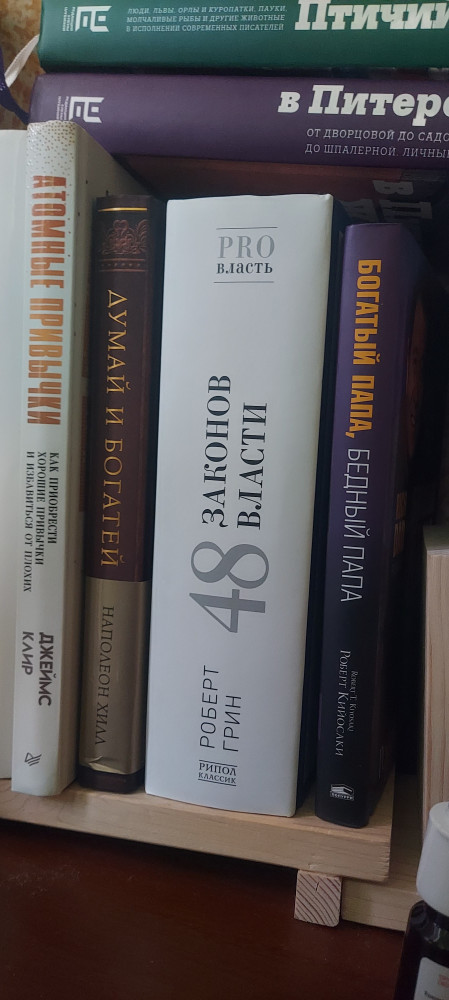 ЛЮДИ, ЛЬВЫ, ОРЛЫ И КУРОПАТКИ, ПАУКИ,
МОЛЧАЛИВЫЕ РЫБЫ И ДРУГИЕ ЖИВОТНЫЕ
В ИСПОЛНЕНИИ СОВРЕМЕННЫХ ПИСАТЕЛЕЙ
Птичий
в Питере
ОТ ДВОРЦОВОЙ ДО САДО
ДО ШПАЛЕРНОЙ. ЛИЧНЫ
АТОМНЫЕ ПРИВЫЧКИ
КАК ПРИОБРЕСТИ
ХОРОШИЕ ПРИВЫЧКИ
И ИЗБАВИТЬСЯ ОТ ПЛОХИХ
ДЖЕЙМС
КЛИР
ДУМАЙ И БОГАТЕЙ
НАПОЛЕОН ХИЛЛ
PRO
власть
48
ЗАКОНОВ
ВЛАСТИ
РОБЕРТ
ГРИН
РИПОЛ
КЛАССИК
БОГАТЫЙ ПАПА,
БЕДНЫЙ ПАПА
РОБЕРТ КИЙОСАКИ